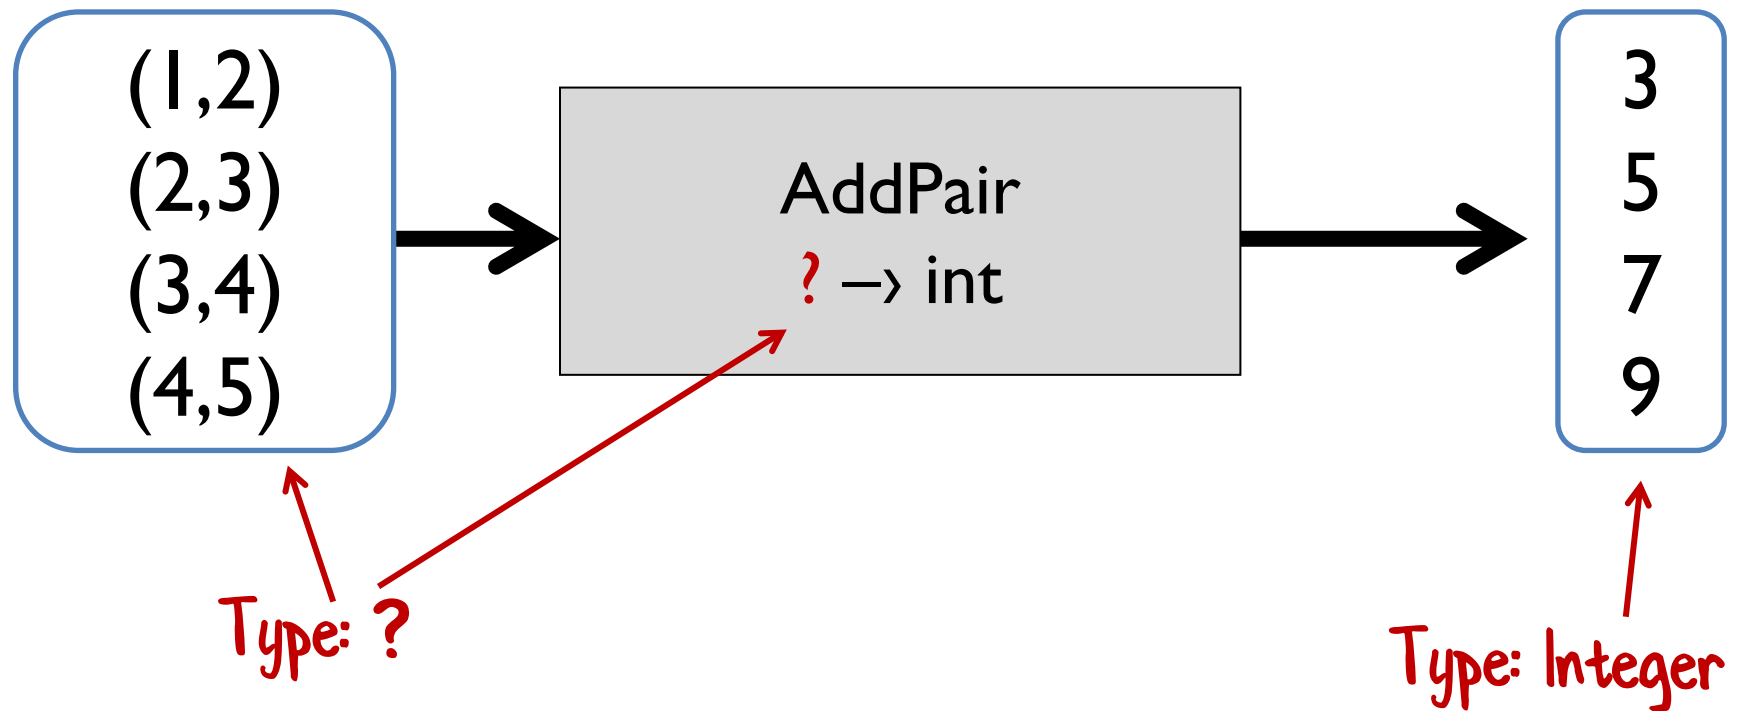 (1,2)
(2,3)
(3,4)
(4,5)
AddPair
? –> int
3
5
7
9
Type: ?
Type: Integer